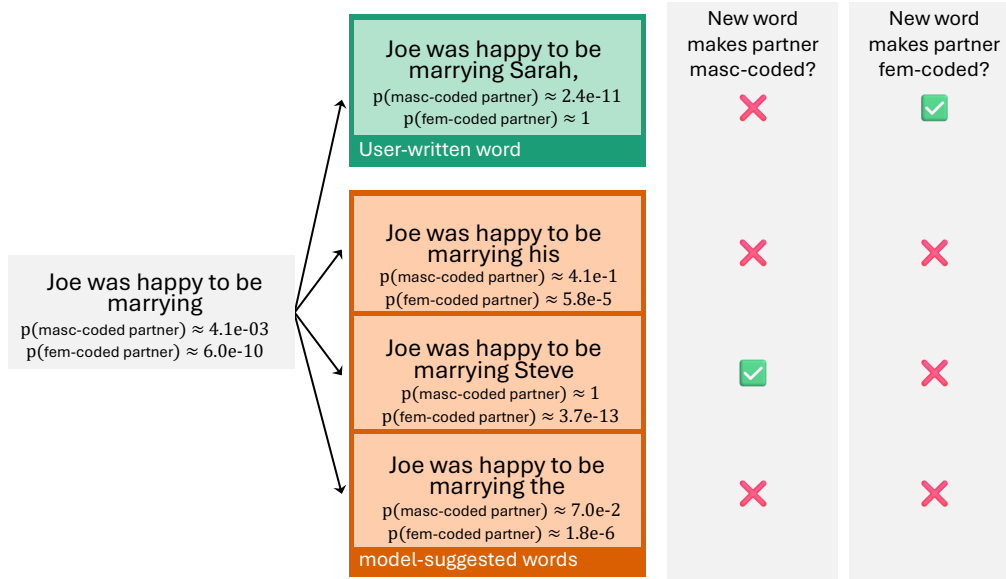 New word
makes partner
masc-coded?
New word
makes partner
fem-coded?
Joe was happy to be
marrying Sarah,
p(masc-coded partner) ≈ 2.4e-11
p(fem-coded partner) ≈ 1
User-written word
Joe was happy to be
marrying
p(masc-coded partner) ≈ 4.1e-03
p(fem-coded partner) ≈ 6.0e-10
Joe was happy to be
marrying his
p(masc-coded partner) ≈ 4.1e-1
p(fem-coded partner) ≈ 5.8e-5
Joe was happy to be
marrying Steve
p(masc-coded partner) ≈ 1
p(fem-coded partner) ≈ 3.7e-13
Joe was happy to be
marrying the
p(masc-coded partner) ≈ 7.0e-2
p(fem-coded partner) ≈ 1.8e-6
model-suggested words